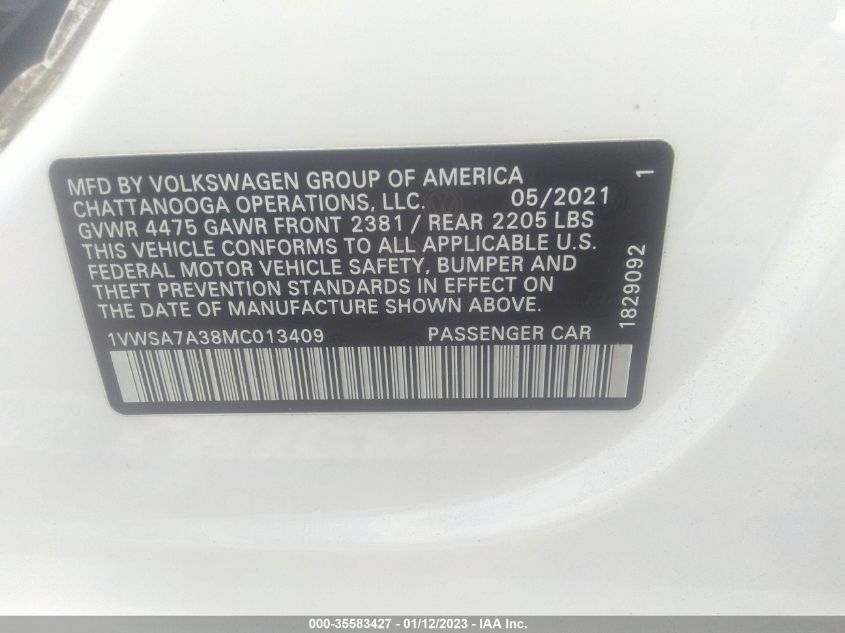 MFD BY VOLKSWAGEN GROUP OF AMERICA
CHATTANOOGA OPERATIONS, LLC. 05/2021
GVWR 4475 GAWR FRONT 2381 / REAR 2205 LBS
THIS VEHICLE CONFORMS TO ALL APPLICABLE U.S.
FEDERAL MOTOR VEHICLE SAFETY, BUMPER AND
THEFT PREVENTION STANDARDS IN EFFECT ON
THE DATE OF MANUFACTURE SHOWN ABOVE.
1VWSA7A38MC013409 PASSENGER CAR
1829092 1
000-35583427 - 01/12/2023 - IAA Inc.